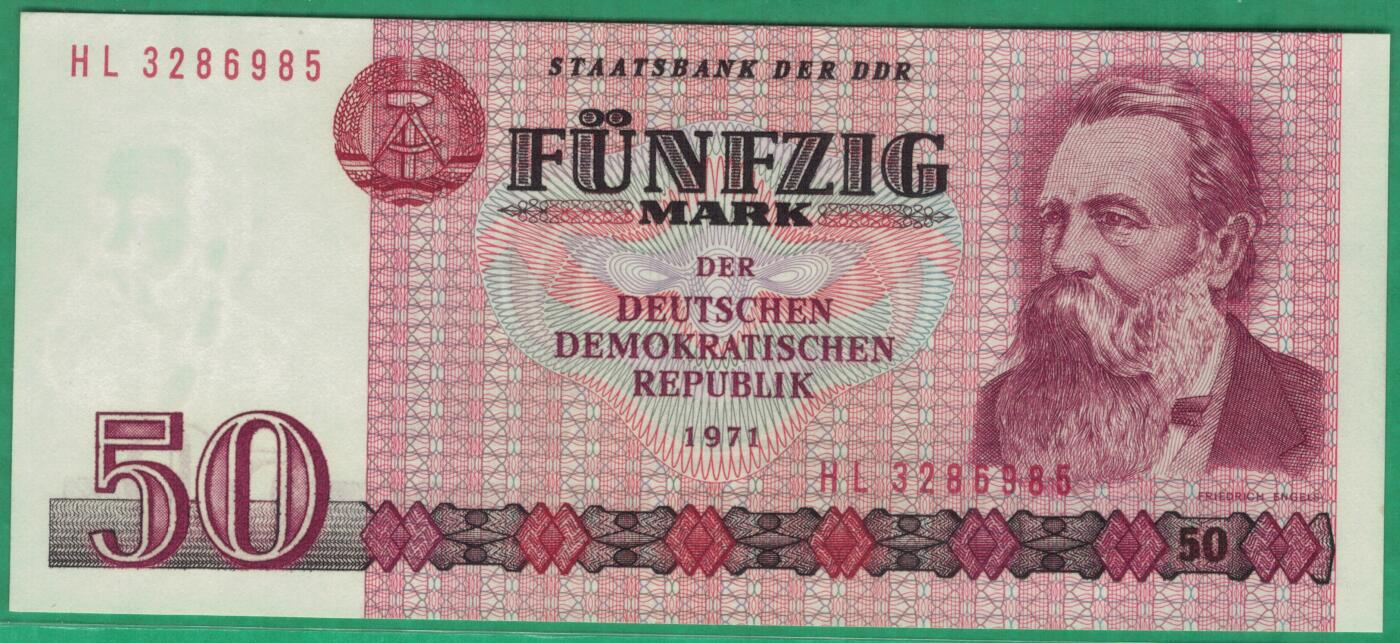 HL 3286985
STAATSBANK DER DDR
FÜNFZIG
MARK
DER
DEUTSCHEN
DEMOKRATISCHEN
REPUBLIK
1971
HL 3286985
FRIEDRICH ENGELS
50
50